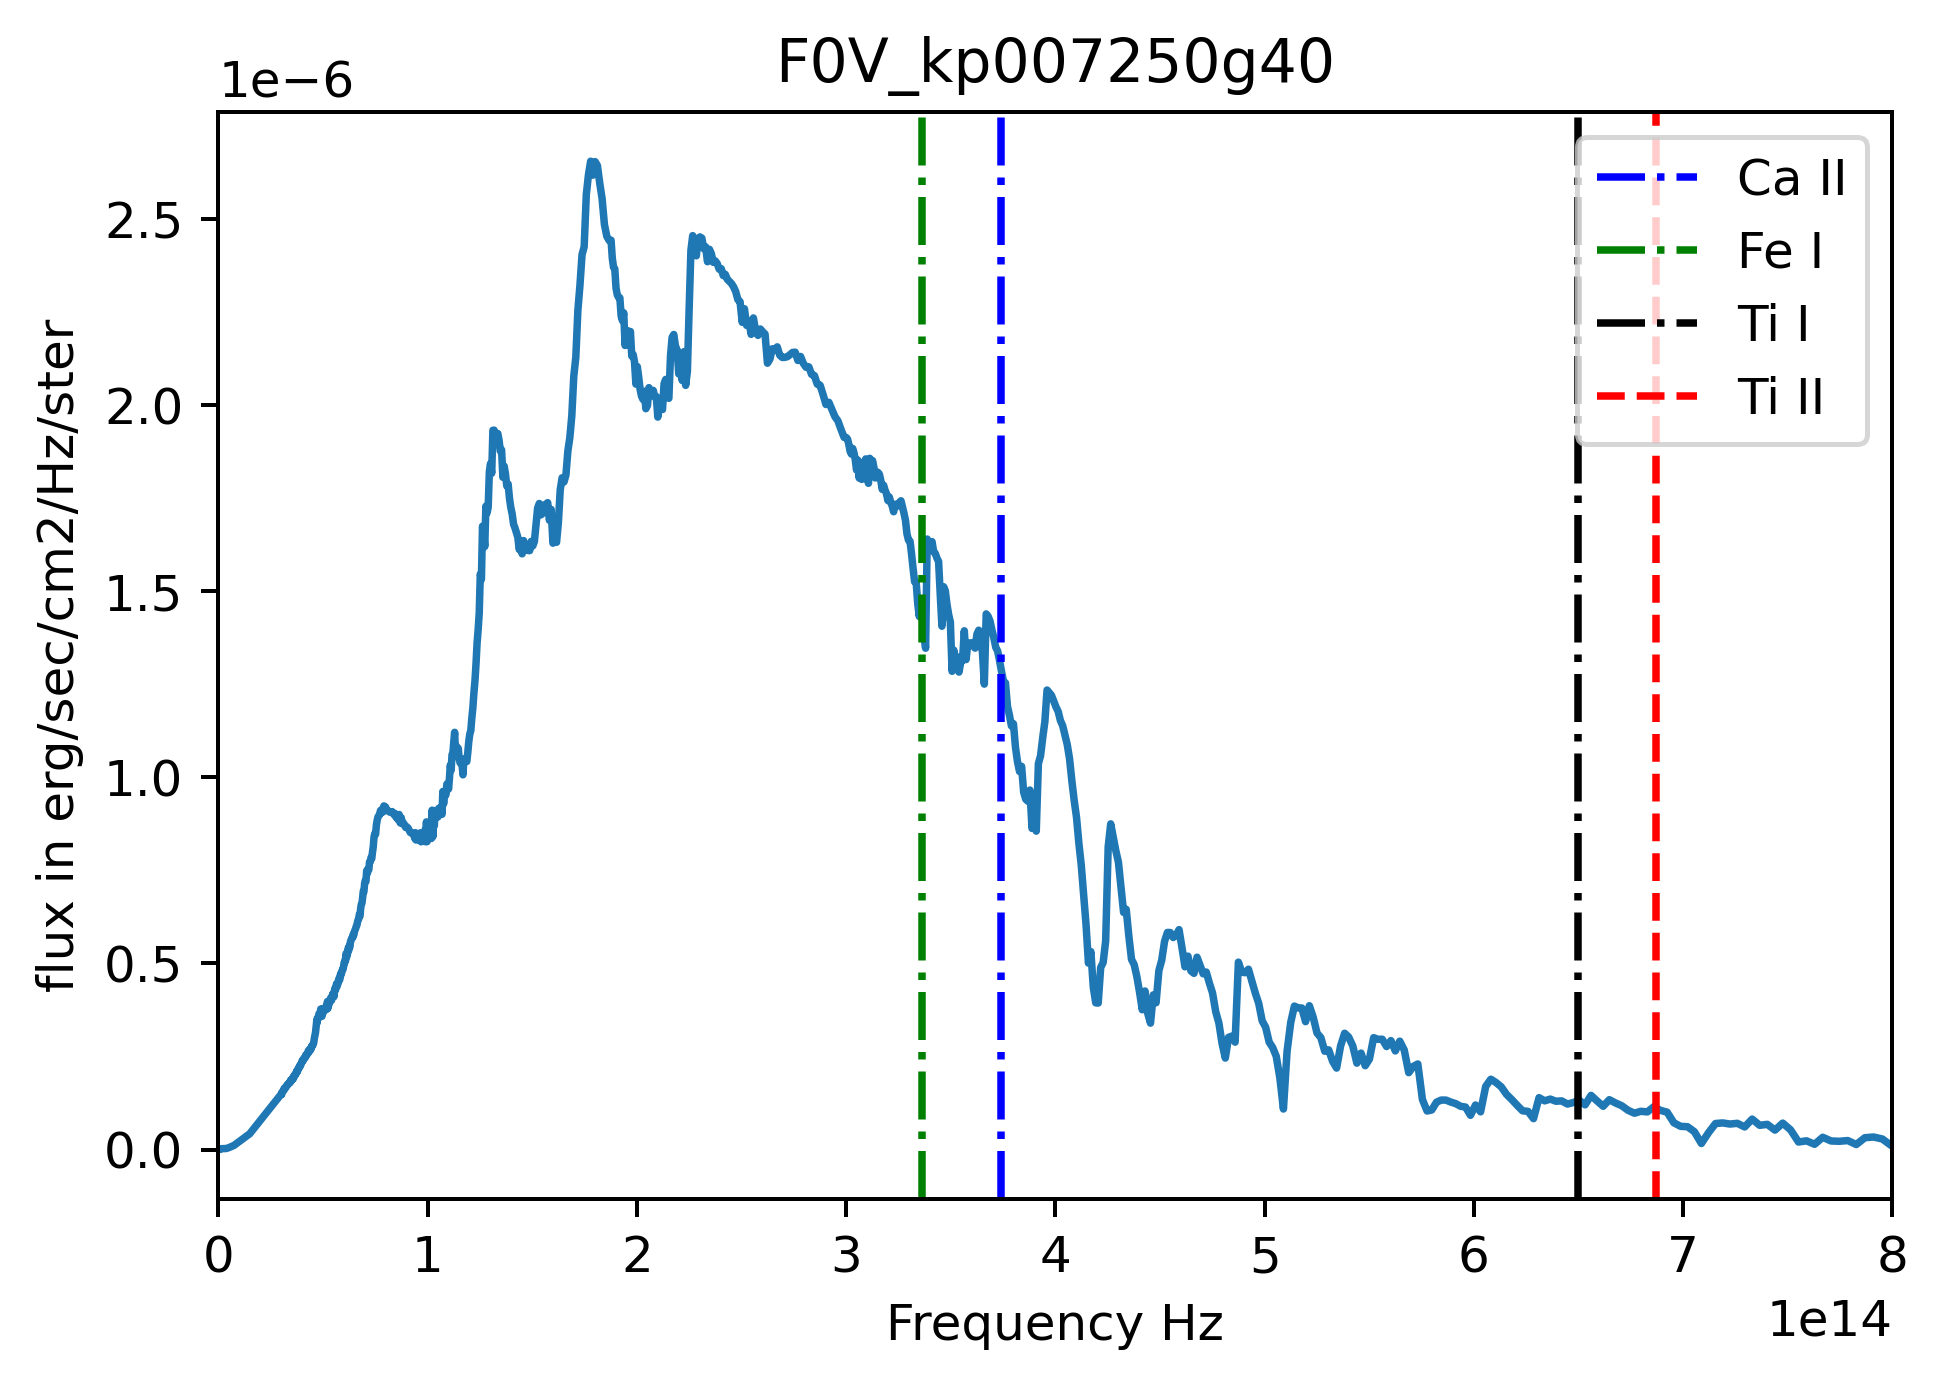 F0V_kp007250g40
1e−6
2.5
2.0
1.5
1.0
0.5
0.0
flux in erg/sec/cm2/Hz/ster
Ca II
Fe I
Ti I
Ti II
0 1 2 3 4 5 6 7 8
Frequency Hz
1e14